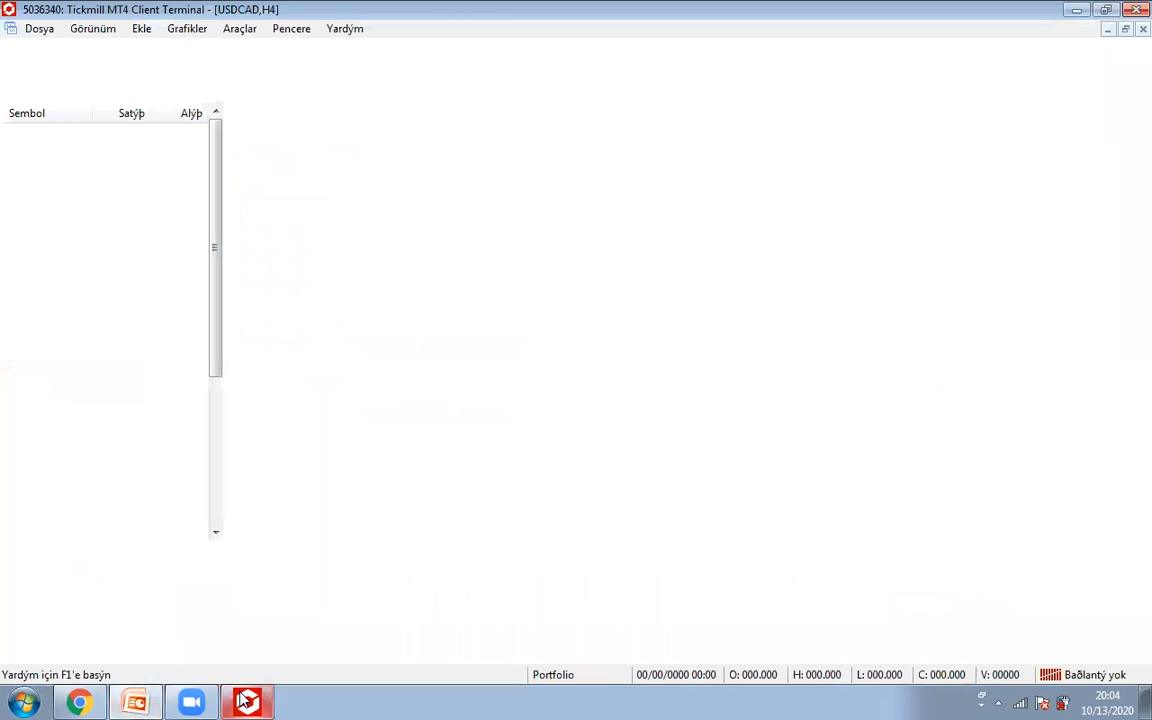 5036340: Tickmill MT4 Client Terminal - [USDCAD,H4]
Dosya Görünüm Ekle Grafikler Araçlar Pencere Yardým
Sembol Satýþ Alýþ
Yardým için F1'e basýn Portfolio 00/00/0000 00:00 O: 000.000 H: 000.000 L: 000.000 C: 000.000 V: 00000 Baðlantý yok
20:04
10/13/2020